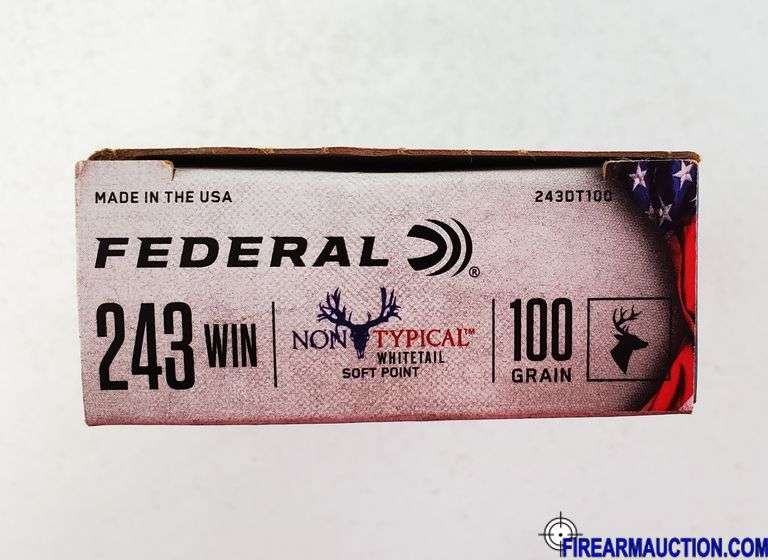 MADE IN THE USA 243DT100
FEDERAL ®
243 WIN
NON TYPICAL™
WHITETAIL
SOFT POINT
100
GRAIN
FIREARMAUCTION.COM